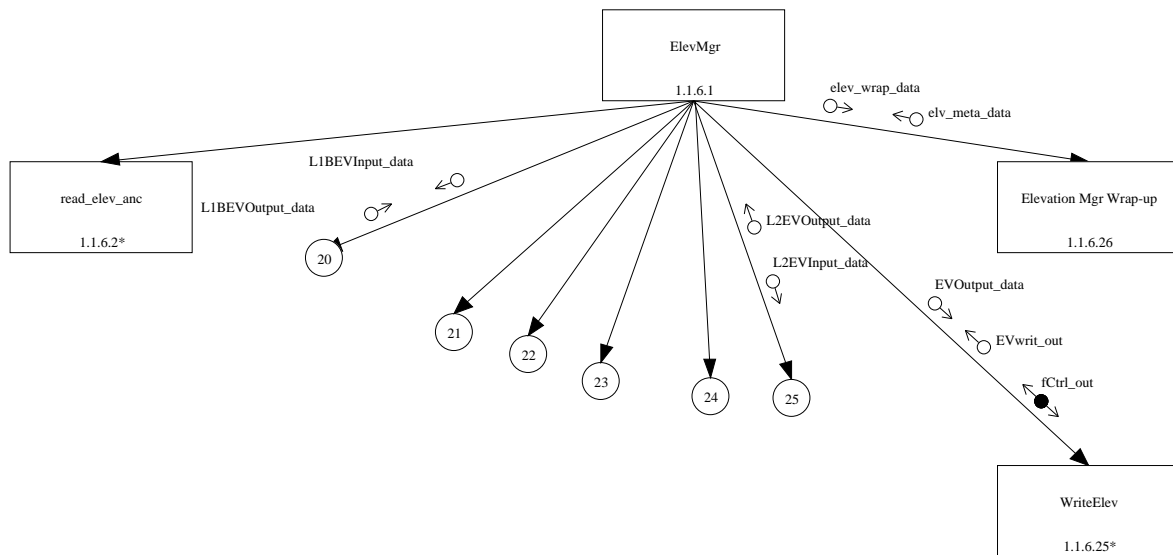 ElevMgr
1.1.6.1
elev_wrap_data
elv_meta_data
L1BEVInput_data
read_elev_anc
L1BEVOutput_data
1.1.6.2*
Elevation Mgr Wrap-up
1.1.6.26
L2EVOutput_data
20
L2EVInput_data
EVOutput_data
21
22
EVwrit_out
23
24
25
fCtrl_out
WriteElev
1.1.6.25*